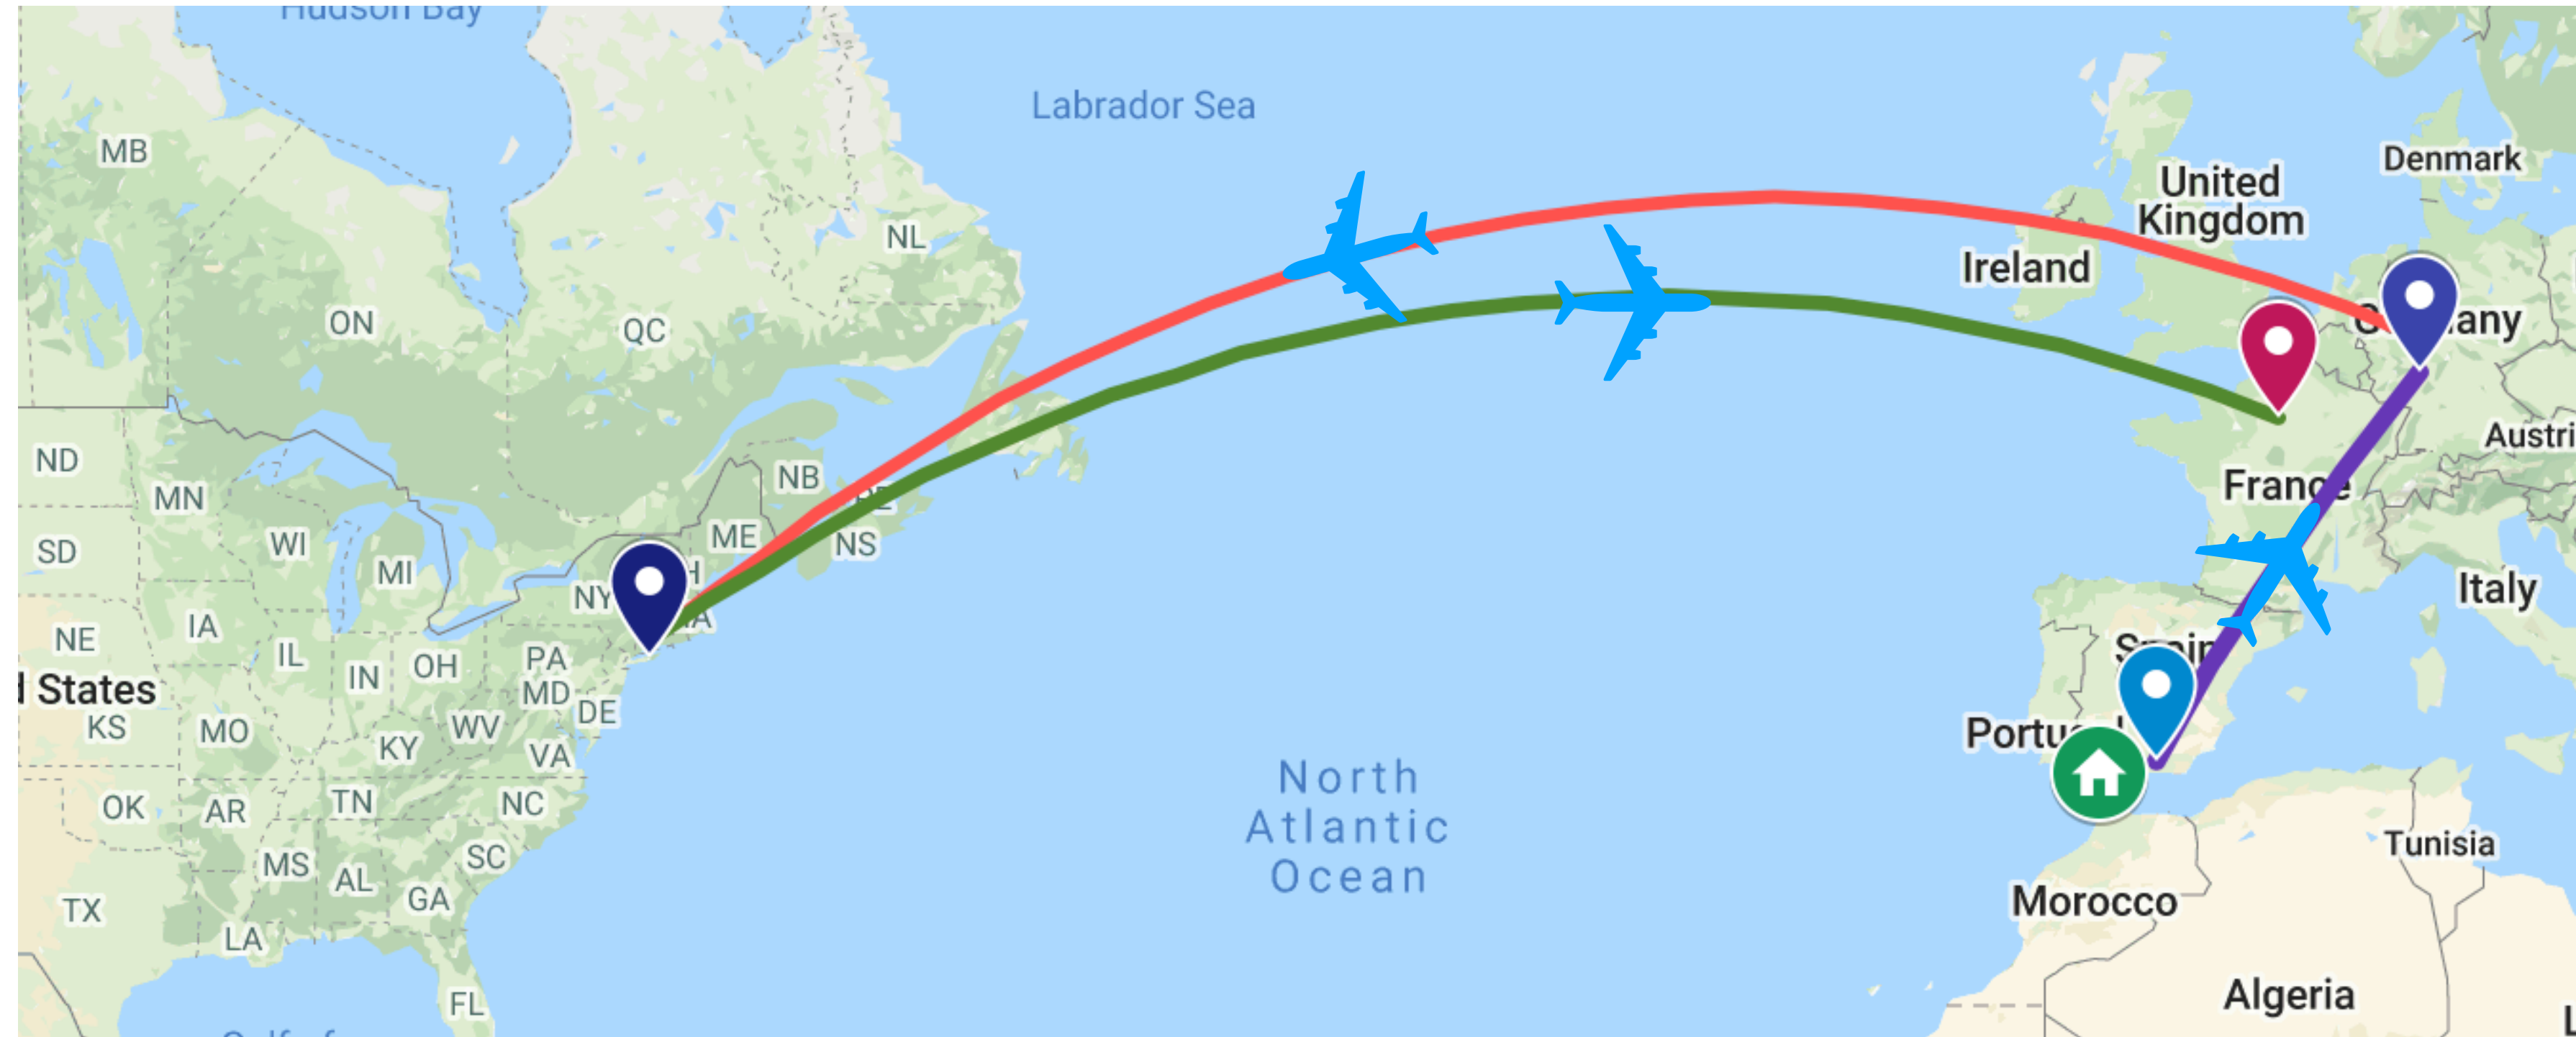 Hudson Bay
Labrador Sea
MB
Denmark
United
Kingdom
NL
Ireland
ON
QC
ND
NB
MN
Austri
France
SD
WI
ME
NS
MI
NY
Italy
NE
IA
IL
OH
PA
IN
MD
d States
KS
MO
WV
DE
KY
VA
North
Atlantic
Ocean
OK
AR
TN
NC
Tunisia
MS
AL
SC
GA
Morocco
TX
LA
FL
Algeria